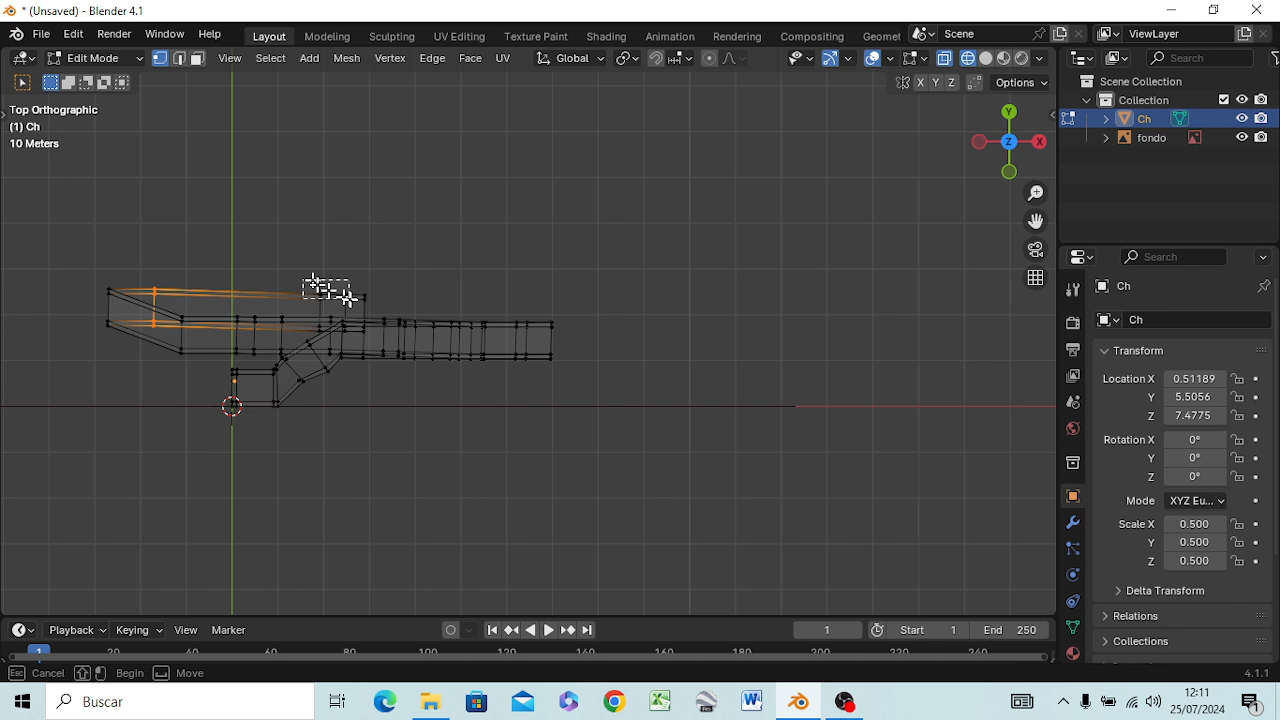 * (Unsaved) - Blender 4.1
File Edit Render Window Help Layout Modeling Sculpting UV Editing Texture Paint Shading Animation Rendering Compositing Geomet Scene ViewLayer
Edit Mode View Select Add Mesh Vertex Edge Face UV Global Search
X Y Z Options
Top Orthographic
(1) Ch
10 Meters
Y
X
Z
Scene Collection
Collection
Ch
fondo
Search
Ch
Ch
Transform
Location X 0.51189
Y 5.5056
Z 7.4775
Rotation X 0°
Y 0°
Z 0°
Mode XYZ Eu...
Scale X 0.500
Y 0.500
Z 0.500
Delta Transform
Relations
Collections
Playback Keying View Marker 1 Start 1 End 250
1 20 40 60 80 100 120 140 160 180 200 220 240
Esc Cancel Begin Move 4.1.1
Buscar
12:11
25/07/2024